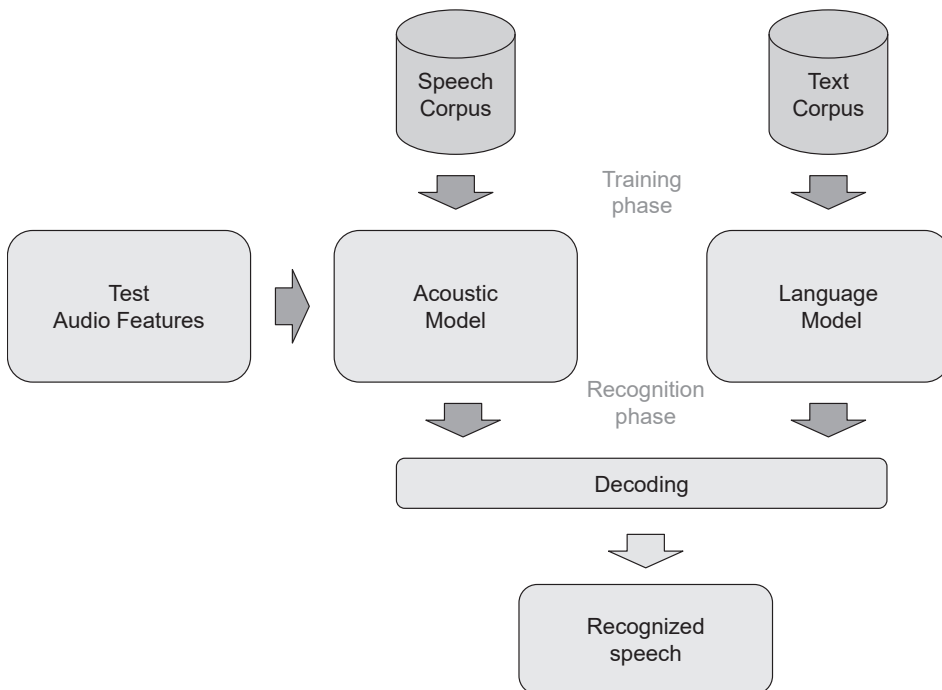 Speech
Corpus
Text
Corpus
Training
phase
Test
Audio Features
Acoustic
Model
Language
Model
Recognition
phase
Decoding
Recognized
speech